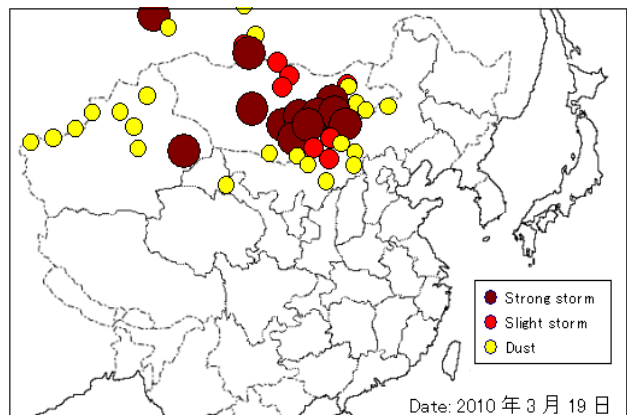 Strong storm
Slight storm
Dust
Date: 2010 年 3 月 19 日